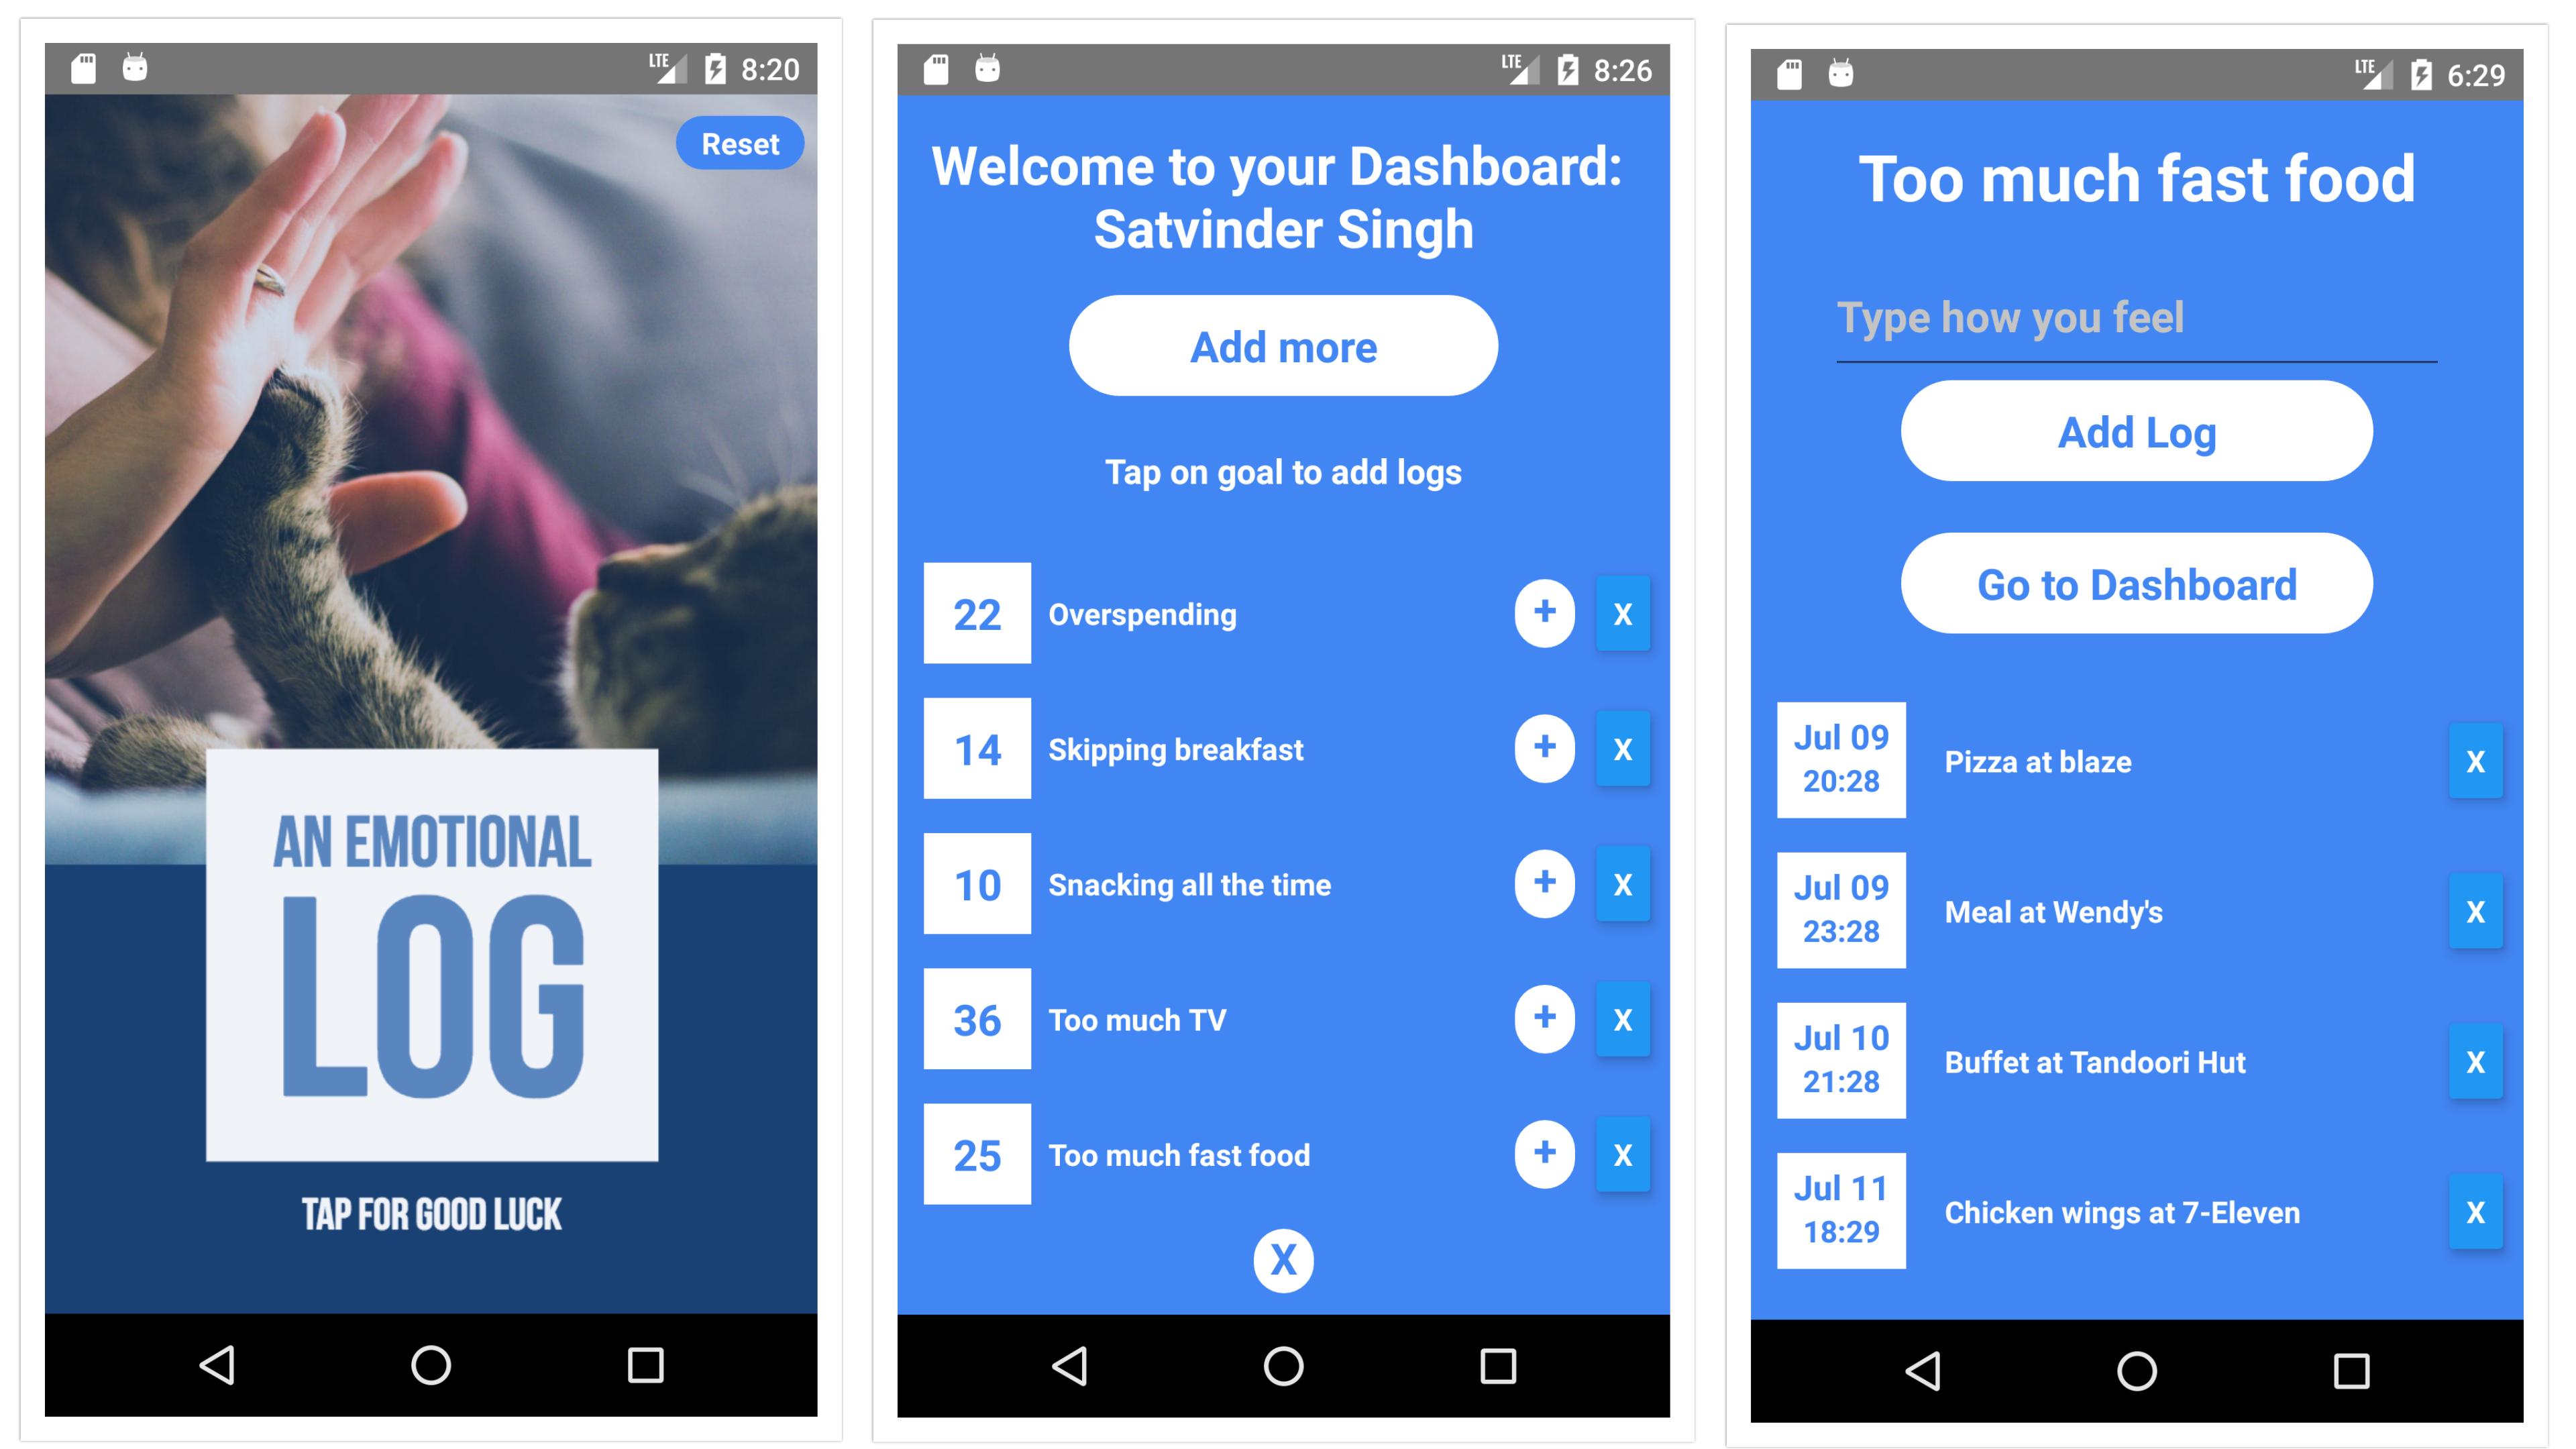 LTE 8:20
Reset
AN EMOTIONAL
LOG
TAP FOR GOOD LUCK
LTE 8:26
Welcome to your Dashboard:
Satvinder Singh
Add more
Tap on goal to add logs
22 Overspending + X
14 Skipping breakfast + X
10 Snacking all the time + X
36 Too much TV + X
25 Too much fast food + X
X
LTE 6:29
Too much fast food
Type how you feel
Add Log
Go to Dashboard
Jul 09
20:28
Pizza at blaze
X
Jul 09
23:28
Meal at Wendy's
X
Jul 10
21:28
Buffet at Tandoori Hut
X
Jul 11
18:29
Chicken wings at 7-Eleven
X